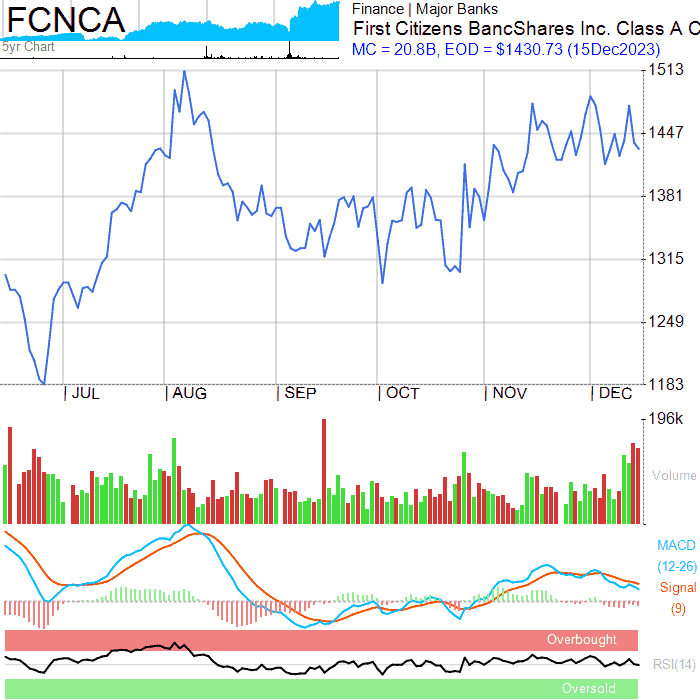 FCNCA
5yr Chart
Finance | Major Banks
First Citizens BancShares Inc. Class A C
MC = 20.8B, EOD = $1430.73 (15Dec2023)
1513
1447
1381
1315
1249
1183
JUL AUG SEP OCT NOV DEC
196k
Volume
MACD
(12-26)
Signal
(9)
Overbought
RSI(14)
Oversold